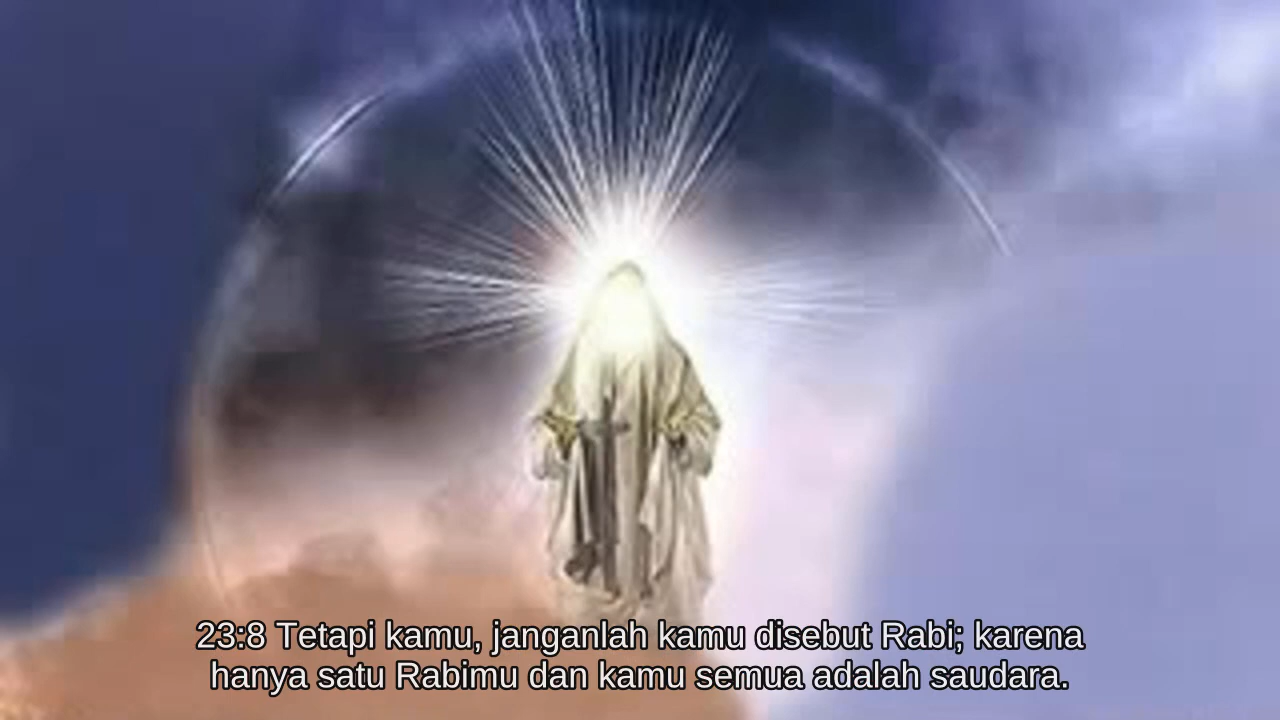 23:8 Tetapi kamu, janganlah kamu disebut Rabi; karena
hanya satu Rabimu dan kamu semua adalah saudara.